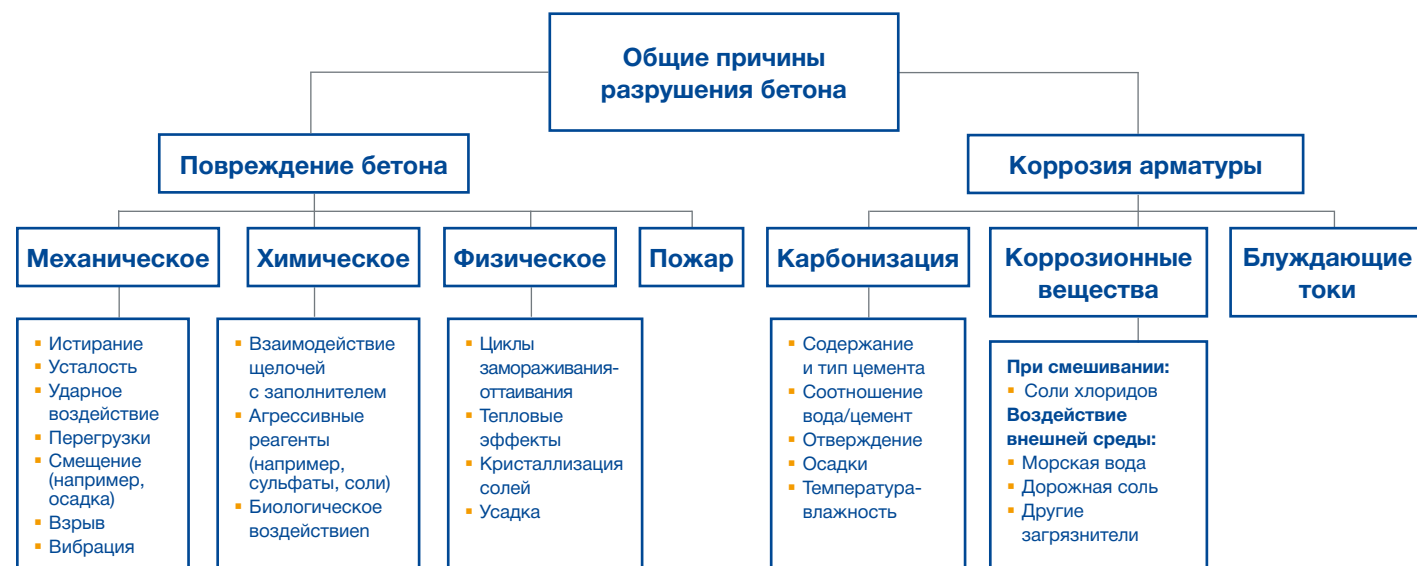 Общие причины
разрушения бетона
Повреждение бетона
Коррозия арматуры
Механическое
Химическое
Физическое
Пожар
Карбонизация
Коррозионные
вещества
Блуждающие
токи
Истирание
Усталость
Ударное
воздействие
Перегрузки
Смещение
(например,
осадка)
Взрыв
Вибрация
Взаимодействие
щелочей
с заполнителем
Агрессивные
реагенты
(например,
сульфаты, соли)
Биологическое
воздействиеn
Циклы
замораживания-
оттаивания
Тепловые
эффекты
Кристаллизация
солей
Усадка
Содержание
и тип цемента
Соотношение
вода/цемент
Отверждение
Осадки
Температура-
влажность
При смешивании:
Соли хлоридов
Воздействие
внешней среды:
Морская вода
Дорожная соль
Другие
загрязнители